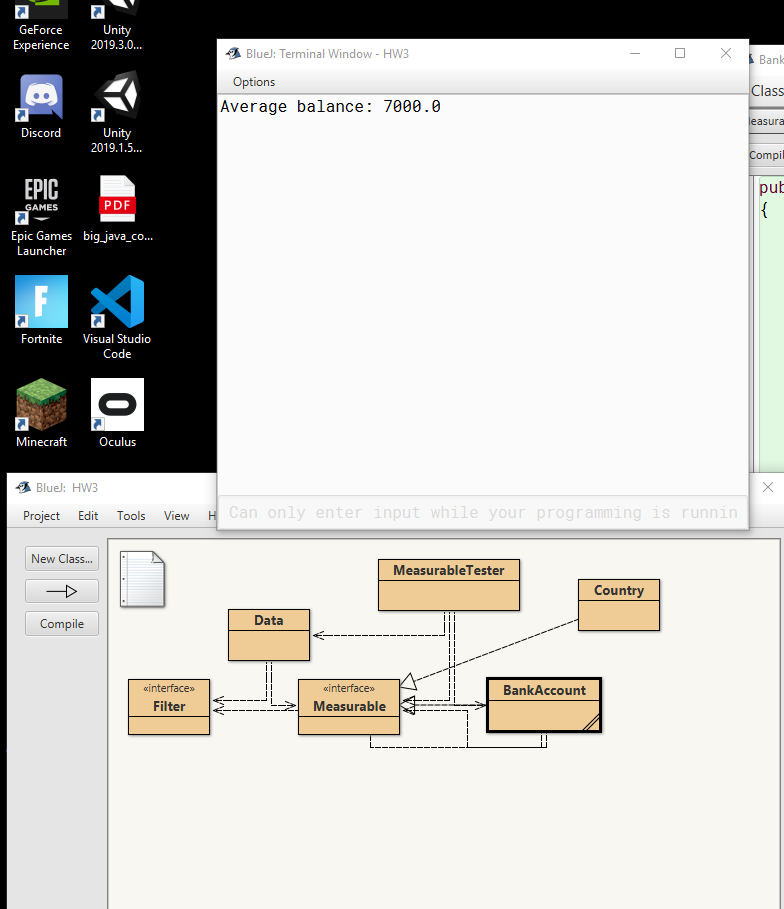 GeForce
Experience
Unity
2019.3.0...
Discord
Unity
2019.1.5...
EPIC
GAMES
Epic Games
Launcher
PDF
big_java_co...
F
Fortnite
Visual Studio
Code
Minecraft
Oculus
BlueJ: Terminal Window - HW3
Options
Average balance: 7000.0
Can only enter input while your programming is runnin
Bank
Class
easura
Compil
pub
{
BlueJ: HW3
Project Edit Tools View H
New Class...
Compile
MeasurableTester
Country
Data
«interface»
Filter
«interface»
Measurable
BankAccount